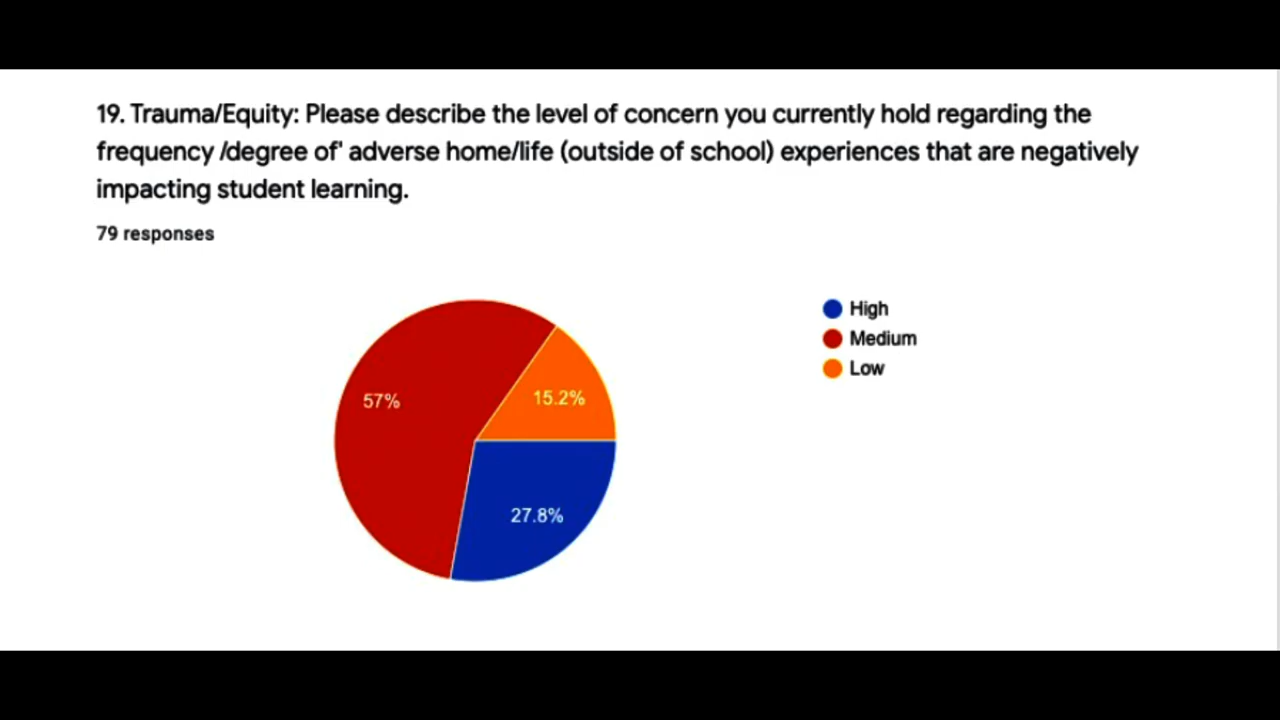 19. Trauma/Equity: Please describe the level of concern you currently hold regarding the
frequency /degree of' adverse home/life (outside of school) experiences that are negatively
impacting student learning.
79 responses
High
Medium
Low
57%
15.2%
27.8%